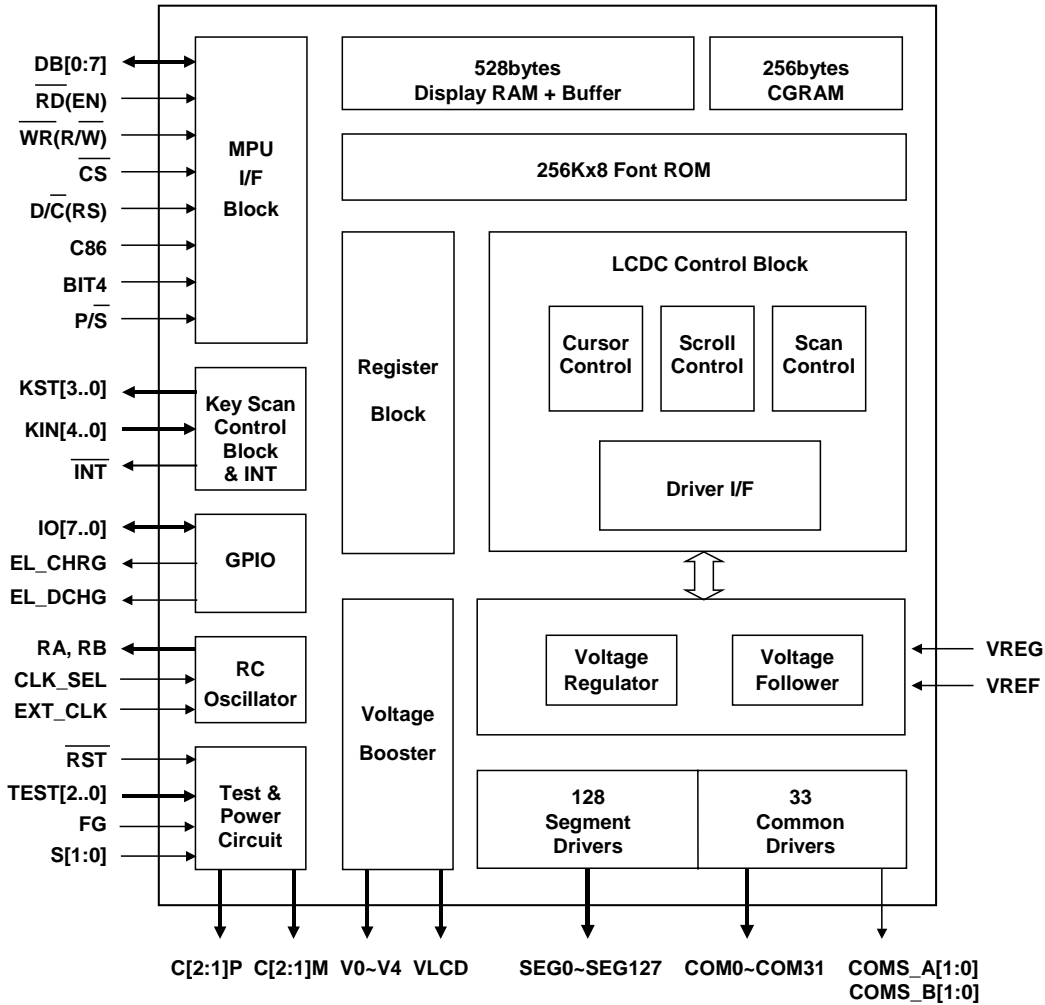 DB[0:7]
RD(EN)
WR(R/W)
CS
D/C(RS)
C86
BIT4
P/S
MPU
I/F
Block
528bytes
Display RAM + Buffer
256bytes
CGRAM
256Kx8 Font ROM
Register
Block
LCDC Control Block
Cursor
Control
Scroll
Control
Scan
Control
Driver I/F
KST[3..0]
KIN[4..0]
INT
Key Scan
Control
Block
& INT
IO[7..0]
EL_CHRG
EL_DCHG
GPIO
RA, RB
CLK_SEL
EXT_CLK
RC
Oscillator
Voltage
Booster
Voltage
Regulator
Voltage
Follower
VREG
VREF
RST
TEST[2..0]
FG
S[1:0]
Test &
Power
Circuit
128
Segment
Drivers
33
Common
Drivers
C[2:1]P
C[2:1]M
V0~V4
VLCD
SEG0~SEG127
COM0~COM31
COMS_A[1:0]
COMS_B[1:0]